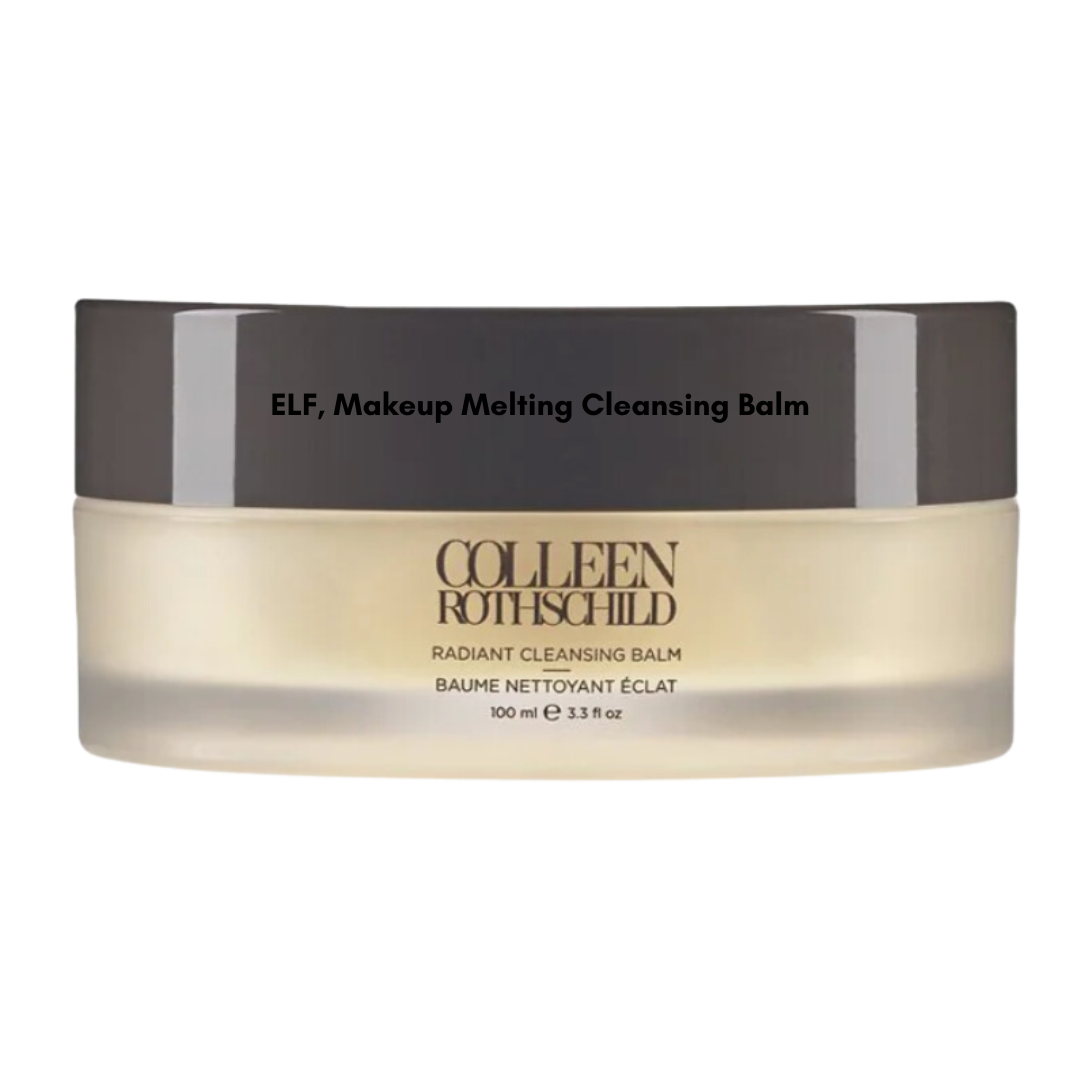 ELF, Makeup Melting Cleansing Balm
COLLEEN
ROTHSCHILD
RADIANT CLEANSING BALM
BAUME NETTOYANT ÉCLAT
100 ml ℮ 3.3 fl oz